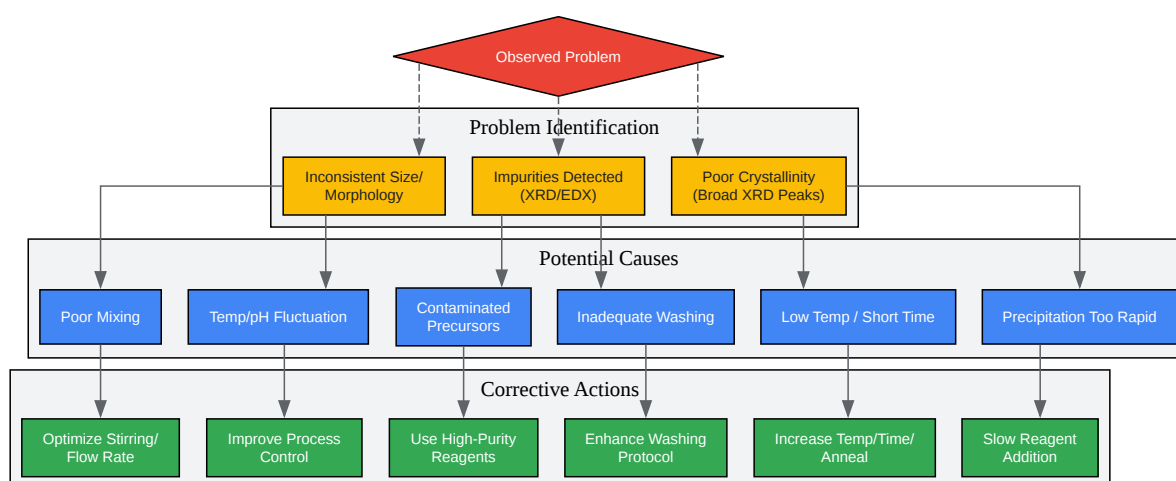 Observed Problem
Problem Identification
Inconsistent Size/
Morphology
Impurities Detected
(XRD/EDX)
Poor Crystallinity
(Broad XRD Peaks)
Potential Causes
Poor Mixing
Temp/pH Fluctuation
Contaminated
Precursors
Inadequate Washing
Low Temp / Short Time
Precipitation Too Rapid
Corrective Actions
Optimize Stirring/
Flow Rate
Improve Process
Control
Use High-Purity
Reagents
Enhance Washing
Protocol
Increase Temp/Time/
Anneal
Slow Reagent
Addition